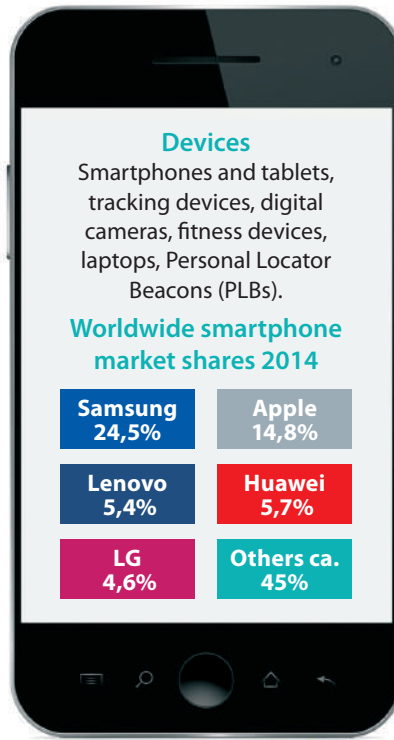 Devices
Smartphones and tablets,
tracking devices, digital
cameras, fitness devices,
laptops, Personal Locator
Beacons (PLBs).
Worldwide smartphone
market shares 2014
Samsung
24,5%
Apple
14,8%
Lenovo
5,4%
Huawei
5,7%
LG
4,6%
Others ca.
45%